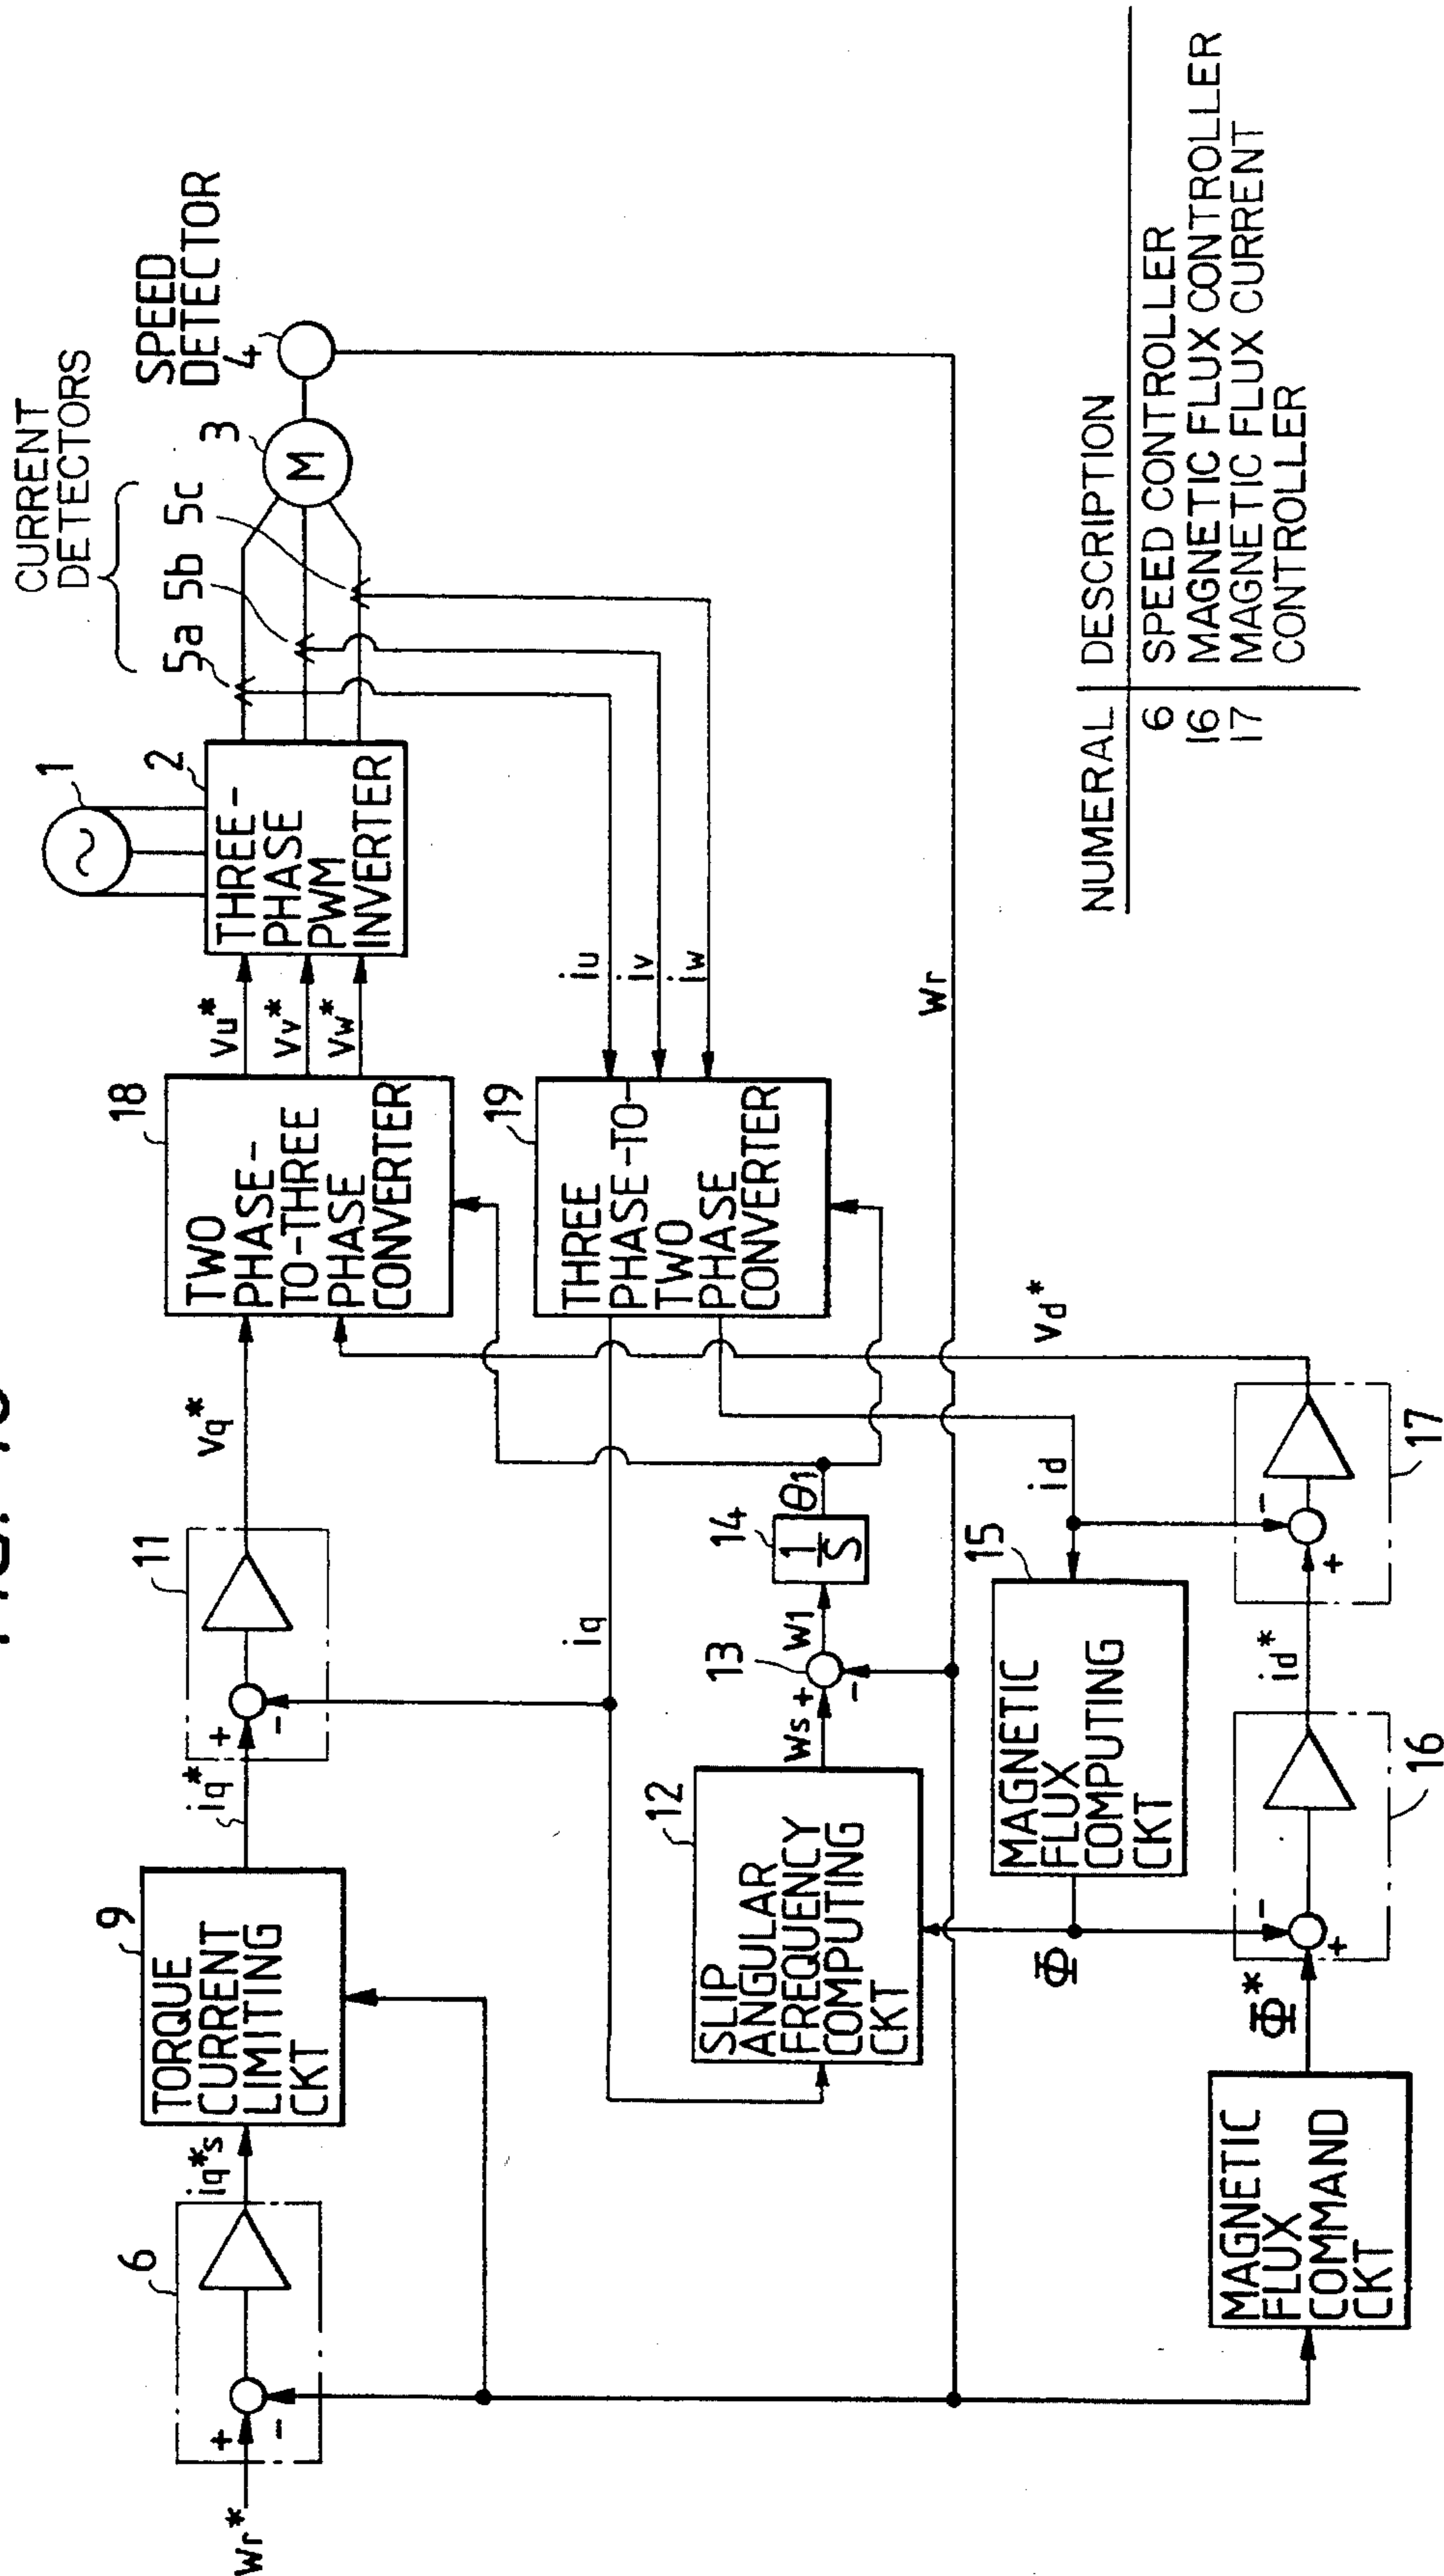 CURRENT
DETECTORS
SPEED
DETECTOR
1
2
3
4
5a
5b
5c
THREE-
PHASE
PWM
INVERTER
M
18
TWO
PHASE-
TO-THREE
PHASE
CONVERTER
vu*
vv*
vw*
vq*
11
iq*
+
-
9
TORQUE
CURRENT
LIMITING
CKT
iq*s
6
+
-
wr*
19
THREE
PHASE-TO-
TWO
PHASE
CONVERTER
iu
iv
iw
iq
14
1
S
θ1
w1
13
ws
+
-
12
SLIP
ANGULAR
FREQUENCY
COMPUTING
CKT
wr
vd*
id
15
MAGNETIC
FLUX
COMPUTING
CKT
Φ
17
-
+
id*
16
-
+
Φ*
MAGNETIC
FLUX
COMMAND
CKT
NUMERAL DESCRIPTION
6 SPEED CONTROLLER
16 MAGNETIC FLUX CONTROLLER
17 MAGNETIC FLUX CURRENT
CONTROLLER